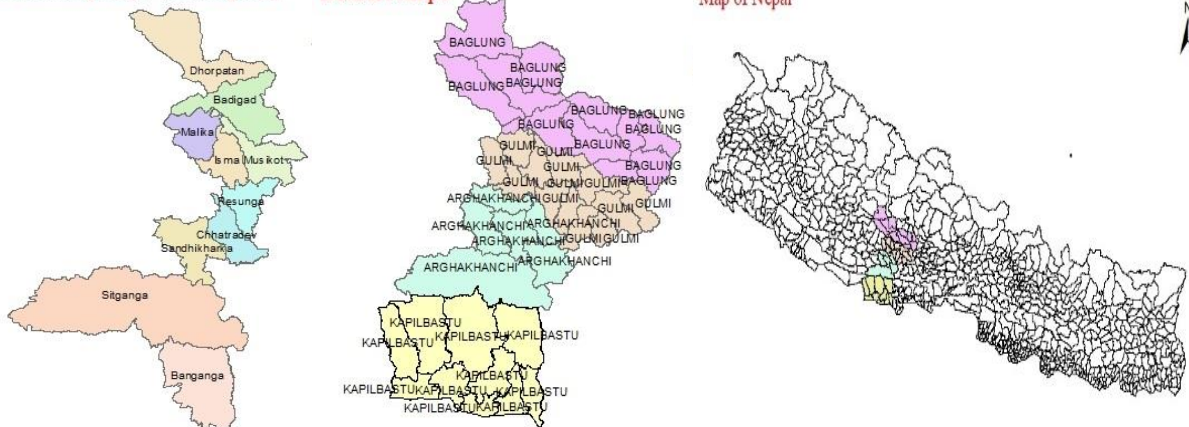 Map of Nepal
Dhorpatan
Badigad
Malika
Isma Musikot
Resunga
Chhatradev
Sandhikharka
Sitganga
Banganga
BAGLUNG
BAGLUNG
BAGLUNG
BAGLUNG
BAGLUNG
BAGLUNG
BAGLUNG
BAGLUNG
BAGLUNG
BAGLUNG
BAGLUNG
GULMI
GULMI
GULMI
GULMI
GULMI
GULMI
GULMI
GULMI
GULMI
GULMI
GULMI
GULMI
ARGHAKHANCHI
ARGHAKHANCHI
ARGHAKHANCHI
ARGHAKHANCHI
ARGHAKHANCHI
ARGHAKHANCHI
KAPILBASTU
KAPILBASTU
KAPILBASTU
KAPILBASTU
KAPILBASTU
KAPILBASTU
KAPILBASTU
KAPILBASTU
KAPILBASTU
KAPILBASTU